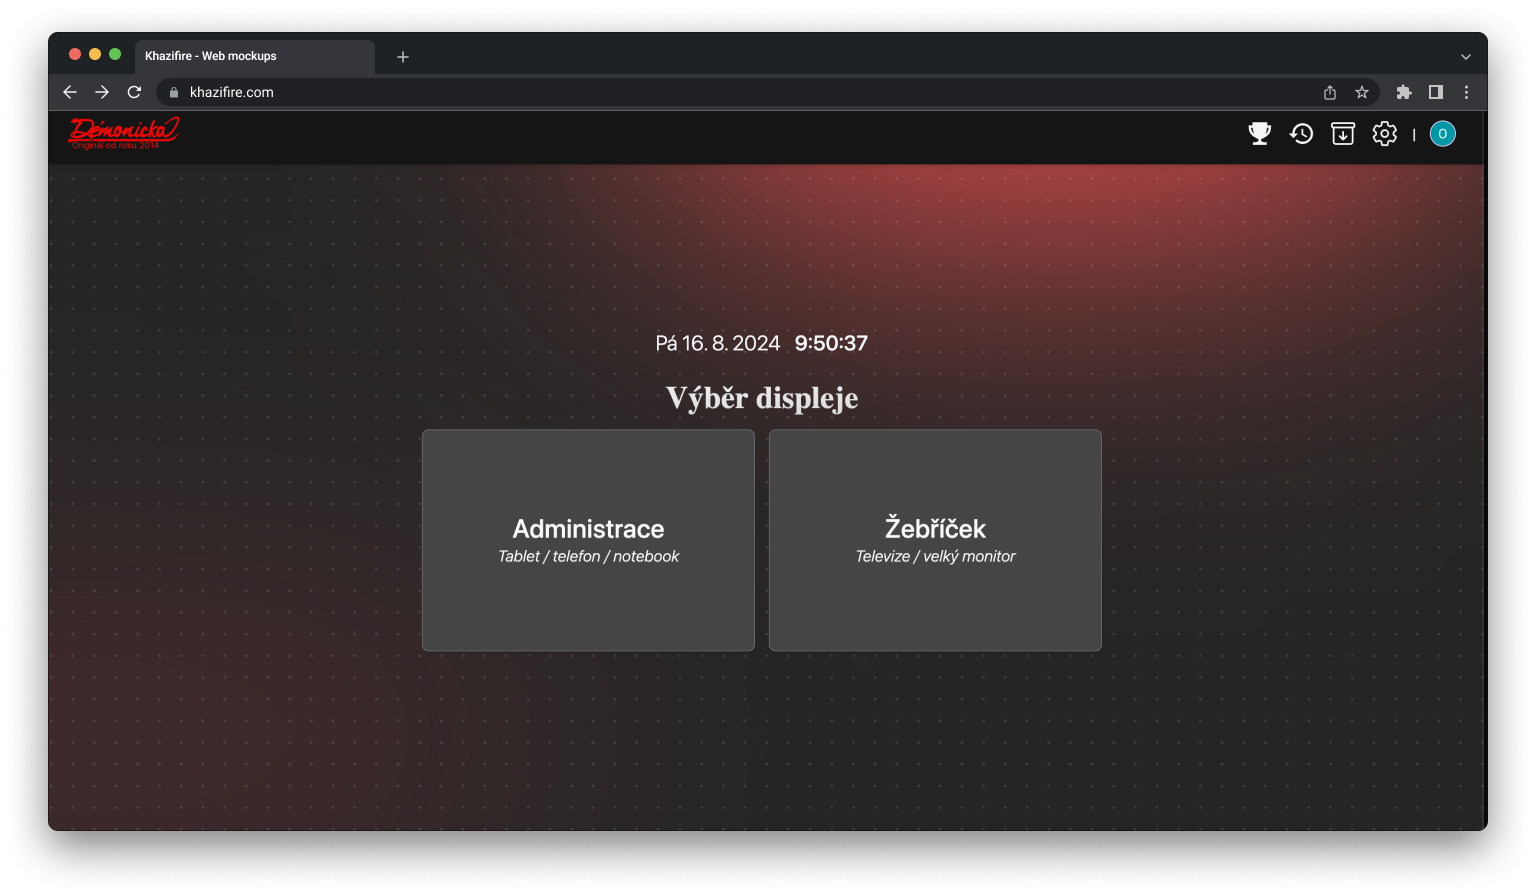 Khazifire - Web mockups
khazifire.com
Démonicka
Originál od roku 2014
| O
Pá 16. 8. 2024 9:50:37
Výběr displeje
Administrace
Tablet / telefon / notebook
Žebříček
Televize / velký monitor